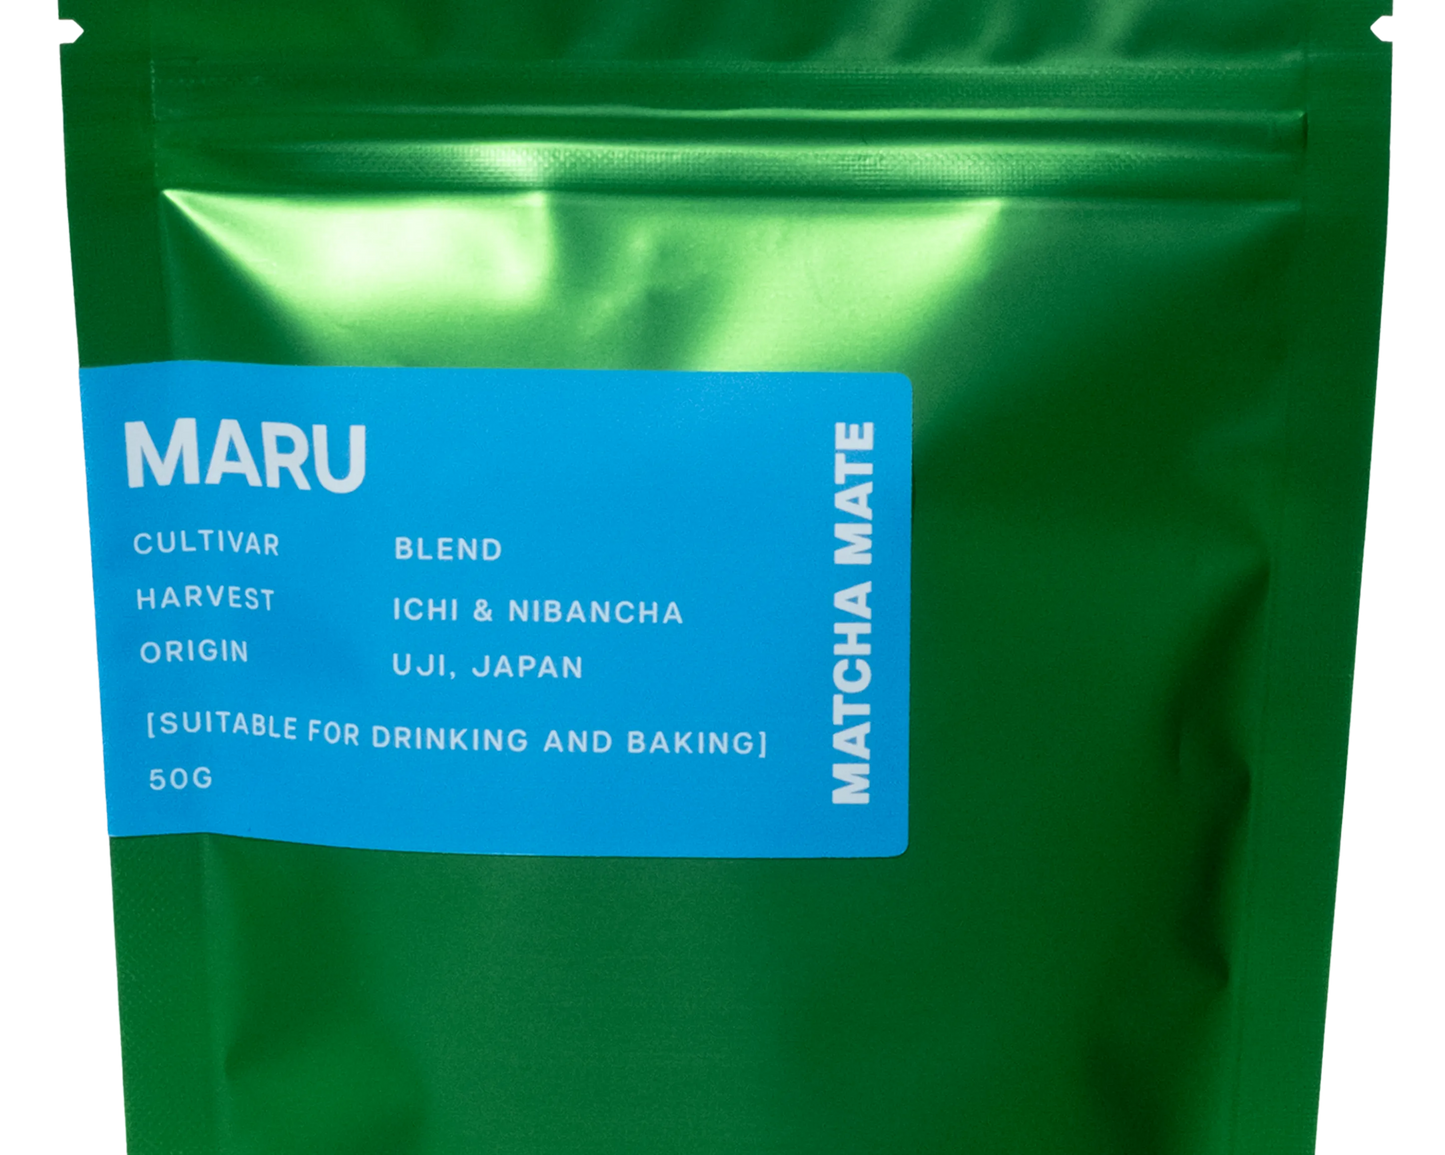 MARU
CULTIVAR BLEND
HARVEST ICHI & NIBANCHA
ORIGIN UJI, JAPAN
[SUITABLE FOR DRINKING AND BAKING]
50G
MATCHA MATE